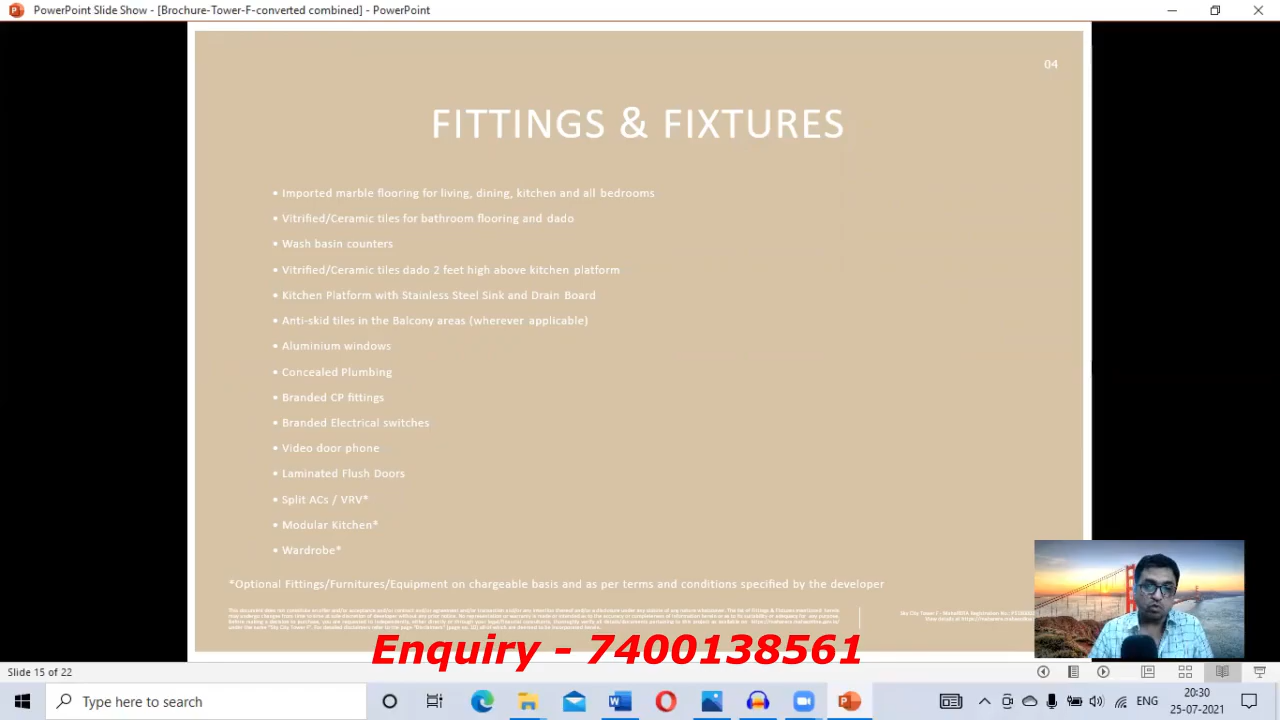 PowerPoint Slide Show - [Brochure-Tower-F-converted combined] - PowerPoint
04
FITTINGS & FIXTURES
• Imported marble flooring for living, dining, kitchen and all bedrooms
• Vitrified/Ceramic tiles for bathroom flooring and dado
• Wash basin counters
• Vitrified/Ceramic tiles dado 2 feet high above kitchen platform
• Kitchen Platform with Stainless Steel Sink and Drain Board
• Anti-skid tiles in the Balcony areas (wherever applicable)
• Aluminium windows
• Concealed Plumbing
• Branded CP fittings
• Branded Electrical switches
• Video door phone
• Laminated Flush Doors
• Split ACs / VRV*
• Modular Kitchen*
• Wardrobe*
*Optional Fittings/Furnitures/Equipment on chargeable basis and as per terms and conditions specified by the developer
Enquiry - 7400138561
Slide 15 of 22
Type here to search
ENG
20:30
25-07-2021